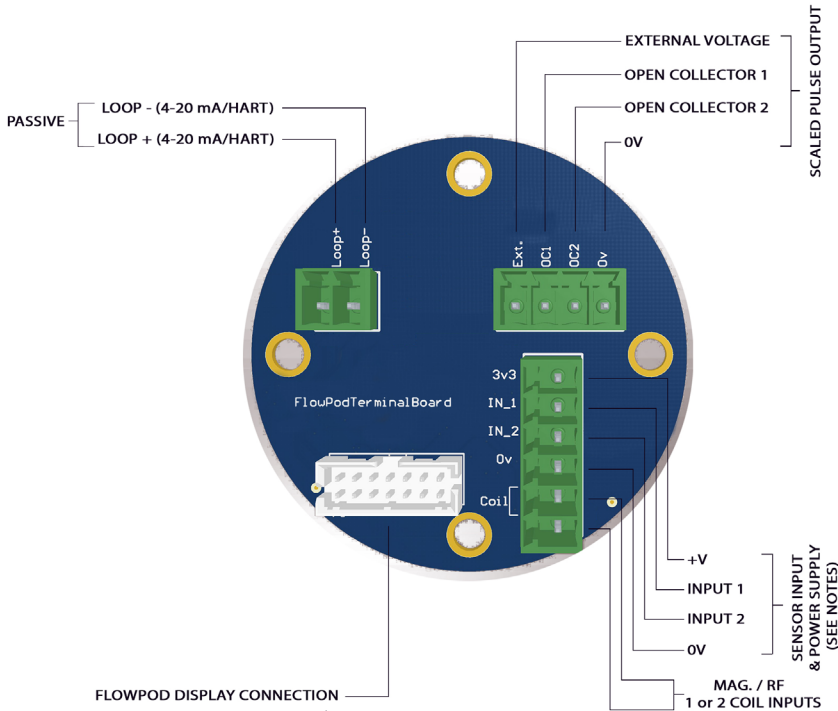 EXTERNAL VOLTAGE
OPEN COLLECTOR 1
OPEN COLLECTOR 2
0V
SCALED PULSE OUTPUT
PASSIVE
LOOP - (4-20 mA/HART)
LOOP + (4-20 mA/HART)
Loop+
Loop-
Ext.
OC1
OC2
0v
3v3
IN_1
IN_2
0v
Coil
FlowPodTerminalBoard
+V
INPUT 1
INPUT 2
0V
SENSOR INPUT
& POWER SUPPLY
(SEE NOTES)
MAG. / RF
1 or 2 COIL INPUTS
FLOWPOD DISPLAY CONNECTION